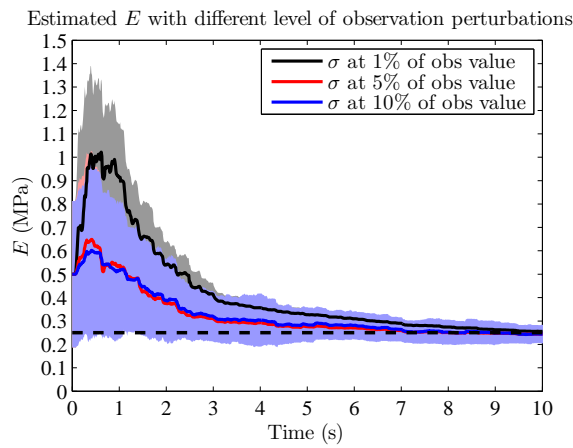 Estimated E with different level of observation perturbations
1.5
1.4
1.3
1.2
1.1
1
0.9
0.8
0.7
0.6
0.5
0.4
0.3
0.2
0.1
0
E (MPa)
σ at 1% of obs value
σ at 5% of obs value
σ at 10% of obs value
0 1 2 3 4 5 6 7 8 9 10
Time (s)